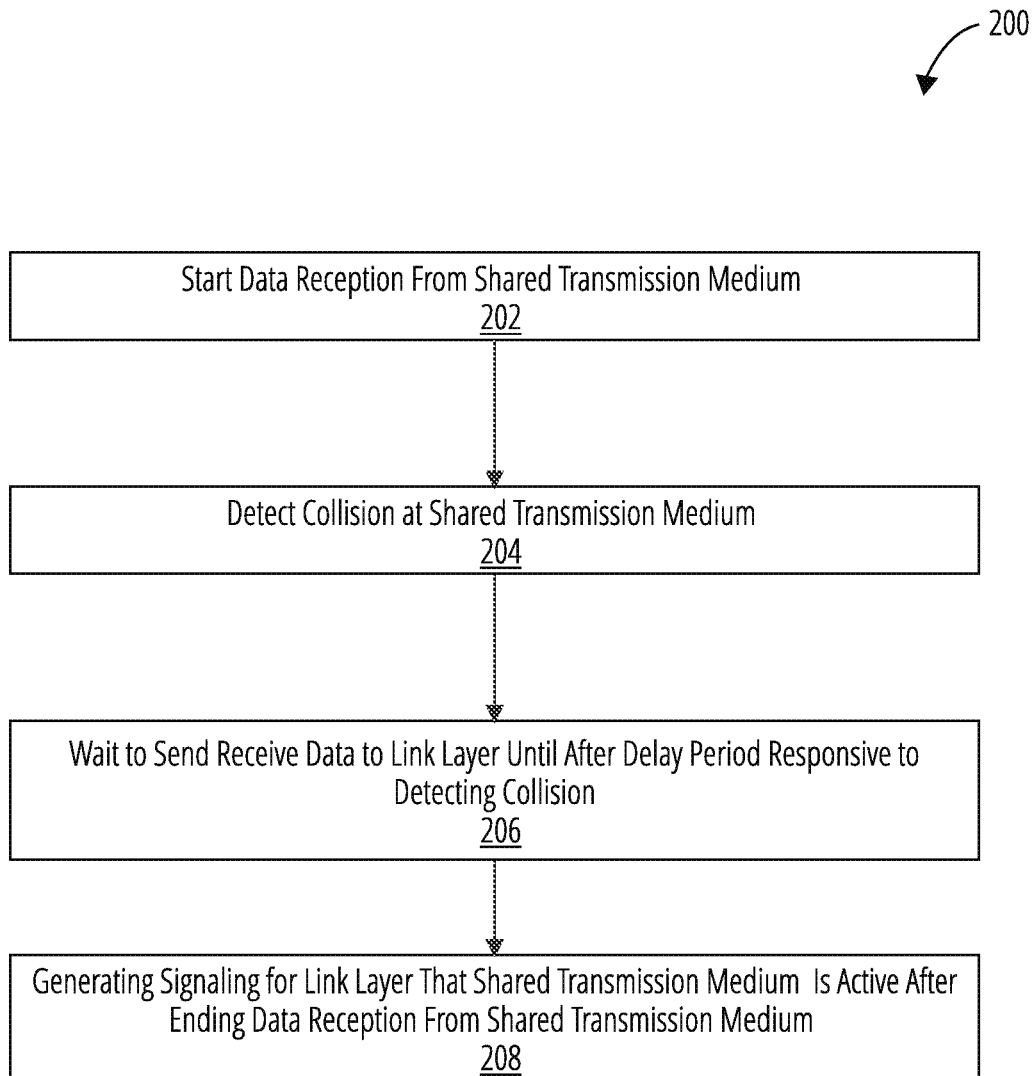 200
Start Data Reception From Shared Transmission Medium
202
Detect Collision at Shared Transmission Medium
204
Wait to Send Receive Data to Link Layer Until After Delay Period Responsive to
Detecting Collision
206
Generating Signaling for Link Layer That Shared Transmission Medium Is Active After
Ending Data Reception From Shared Transmission Medium
208